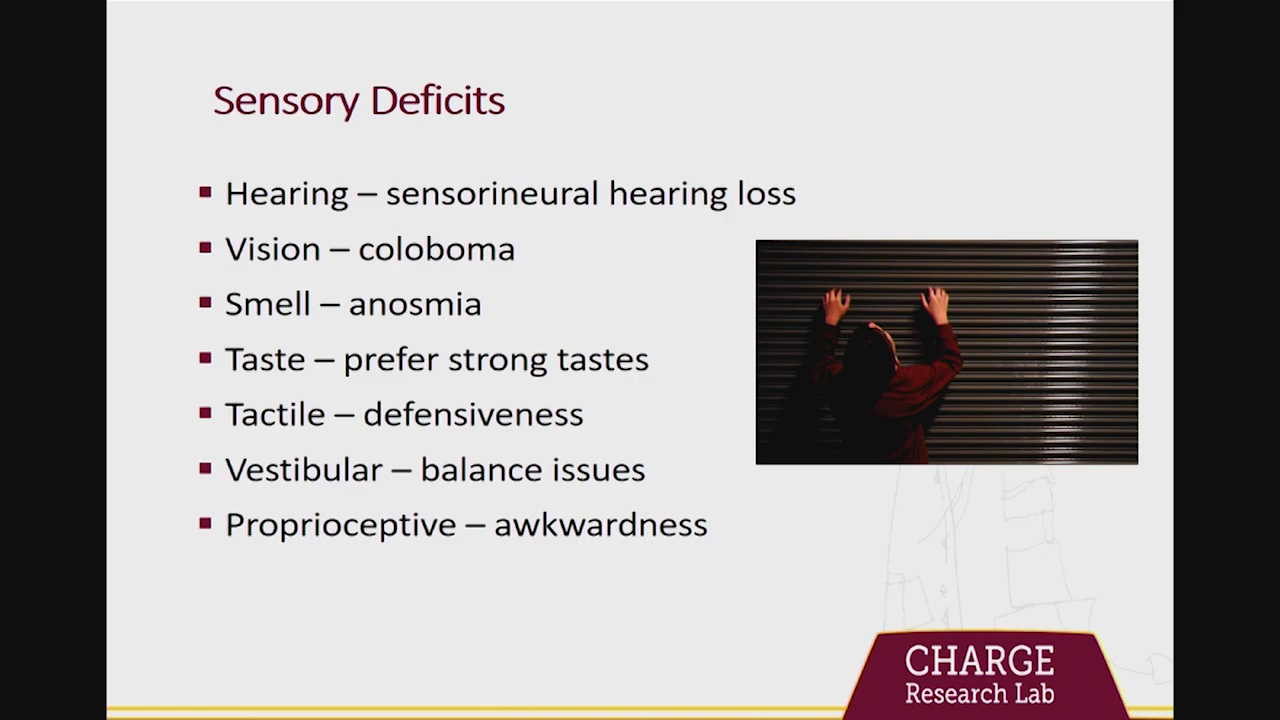 Sensory Deficits
Hearing – sensorineural hearing loss
Vision – coloboma
Smell – anosmia
Taste – prefer strong tastes
Tactile – defensiveness
Vestibular – balance issues
Proprioceptive – awkwardness
CHARGE
Research Lab